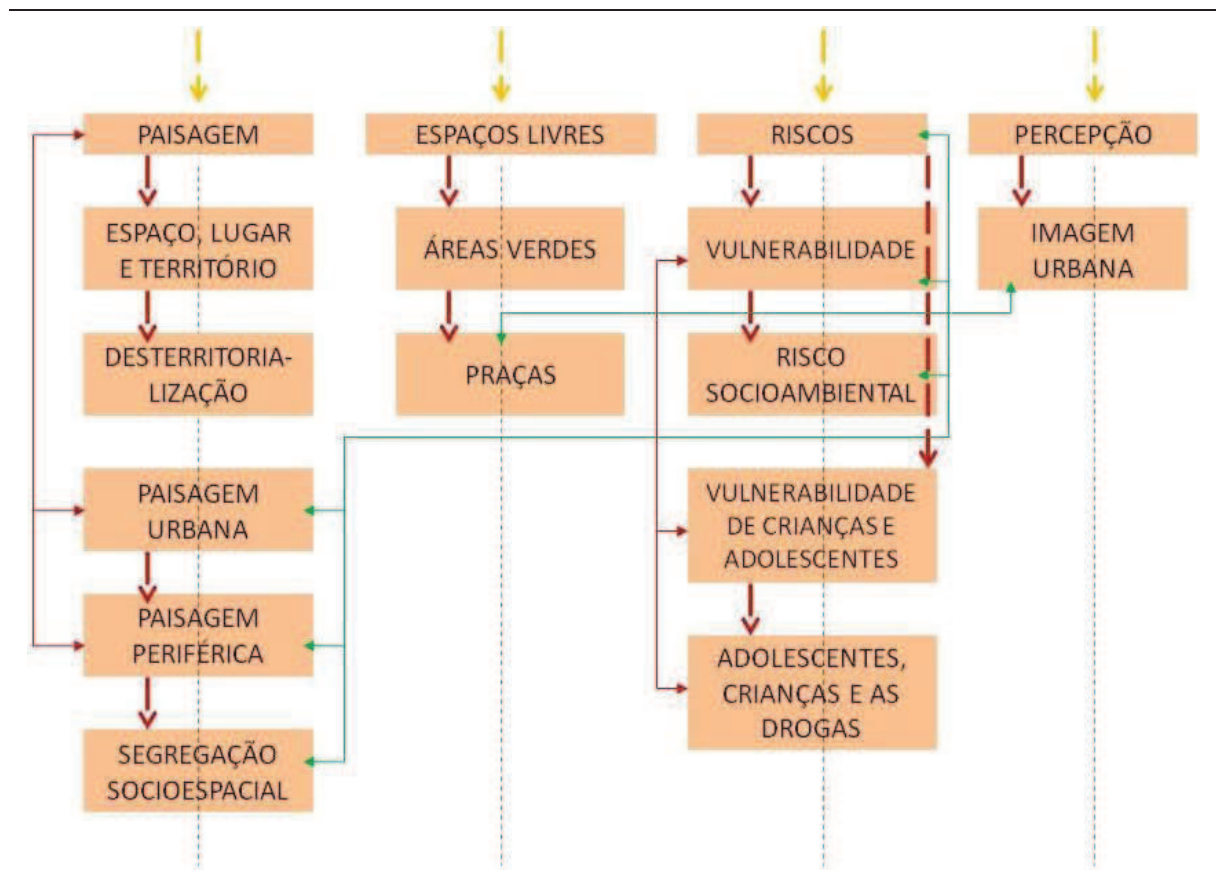 PAISAGEM
ESPAÇO, LUGAR
E TERRITÓRIO
DESTERRITORIA-
LIZAÇÃO
PAISAGEM
URBANA
PAISAGEM
PERIFÉRICA
SEGREGAÇÃO
SOCIOESPACIAL
ESPAÇOS LIVRES
ÁREAS VERDES
PRAÇAS
RISCOS
VULNERABILIDADE
RISCO
SOCIOAMBIENTAL
VULNERABILIDADE
DE CRIANÇAS E
ADOLESCENTES
ADOLESCENTES,
CRIANÇAS E AS
DROGAS
PERCEPÇÃO
IMAGEM
URBANA